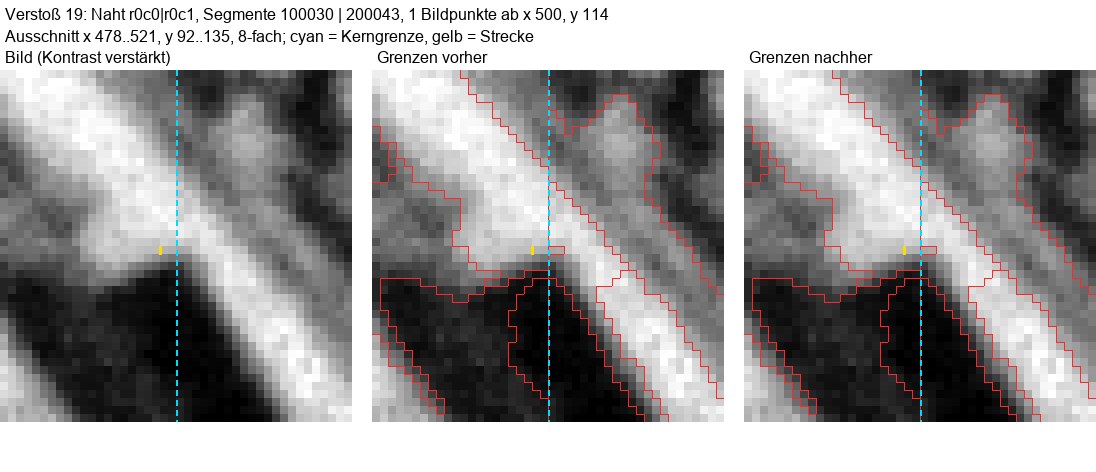 Verstoß 19: Naht r0c0|r0c1, Segmente 100030 | 200043, 1 Bildpunkte ab x 500, y 114
Ausschnitt x 478..521, y 92..135, 8-fach; cyan = Kerngrenze, gelb = Strecke
Bild (Kontrast verstärkt) Grenzen vorher Grenzen nachher